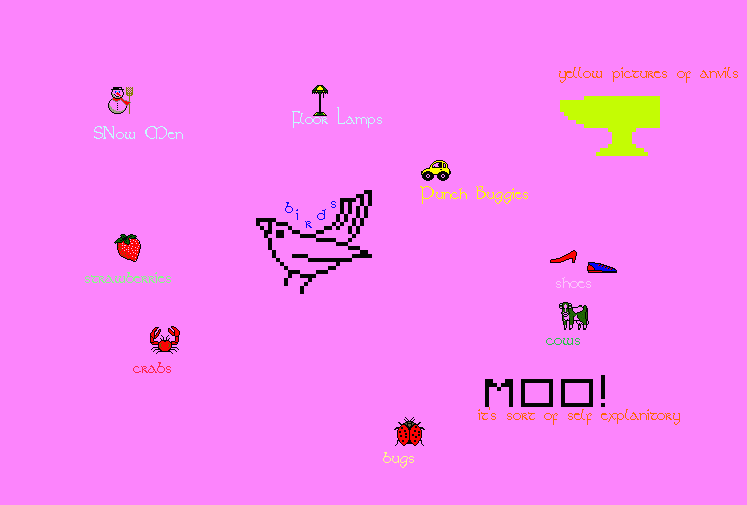 yellow pictures of anvils
SNow Men
Floor Lamps
Punch Buggies
birds
strawberries
shoes
cows
crabs
MOO!
it's sort of self explanitory
bugs